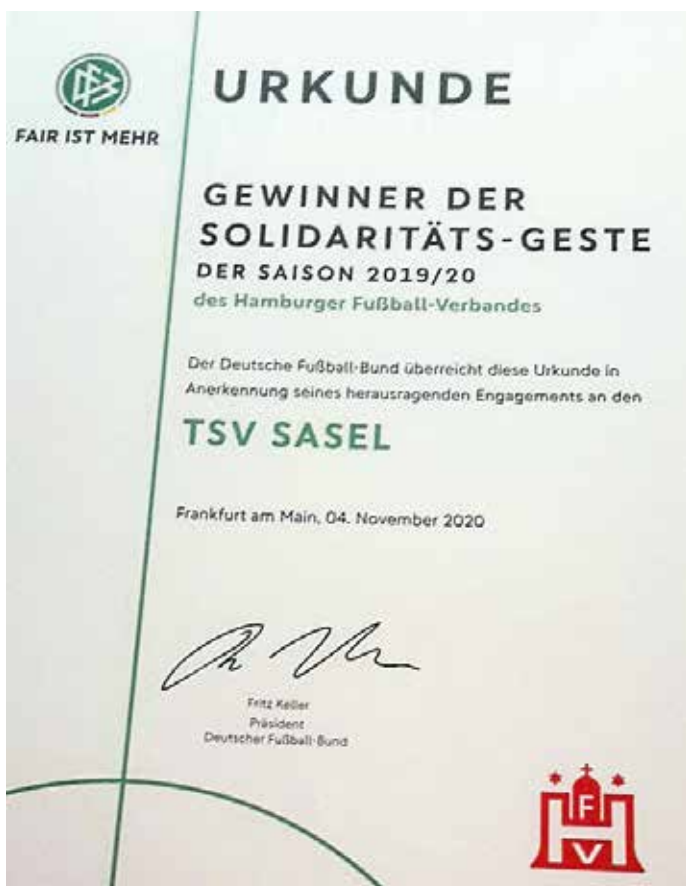 DFB
FAIR IST MEHR
URKUNDE
GEWINNER DER
SOLIDARITÄTS-GESTE
DER SAISON 2019/20
des Hamburger Fußball-Verbandes
Der Deutsche Fußball-Bund überreicht diese Urkunde in
Anerkennung seines herausragenden Engagements an den
TSV SASEL
Frankfurt am Main, 04. November 2020
Fritz Keller
Präsident
Deutscher Fußball-Bund
HFV